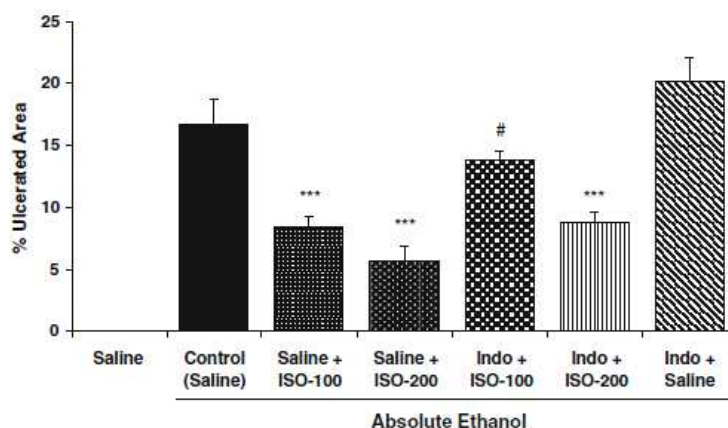 25
20
15
10
5
0
% Ulcerated Area
***
***
#
***
Saline Control Saline + Saline + Indo + Indo + Indo +
(Saline) ISO-100 ISO-200 ISO-100 ISO-200 Saline
Absolute Ethanol